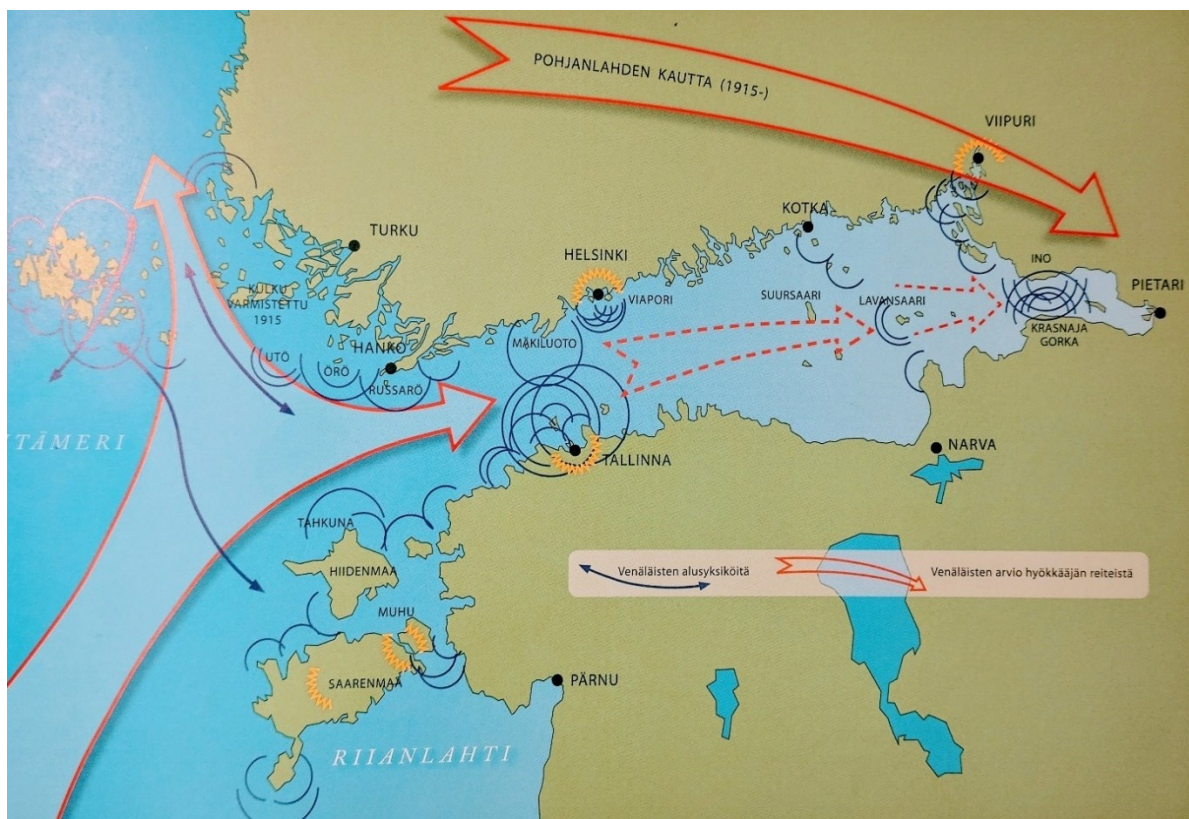 POHJANLAHDEN KAUTTA (1915-)
VIIPURI
TURKU
KOTKA
HELSINKI
VIAPORI
INO
PIETARI
KULKU
VARMISTETTU
1915
SUURSAARI
LAVANSAARI
KRASNAJA
GORKA
MÄKILUOTO
HANKO
UTÖ
ÖRÖ
RUSSARÖ
TÄMERI
TALLINNA
NARVA
TAHKUNA
HIIDENMAA
Venäläisten alusyksiköitä
Venäläisten arvio hyökkääjän reiteistä
MUHU
SAARENMAA
PÄRNU
RIIANLAHTI